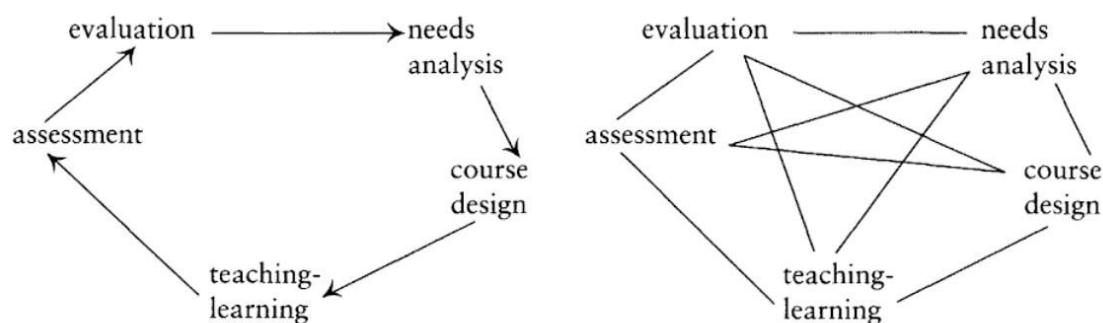 evaluation
needs
analysis
assessment
course
design
teaching-
learning
evaluation
needs
analysis
assessment
course
design
teaching-
learning